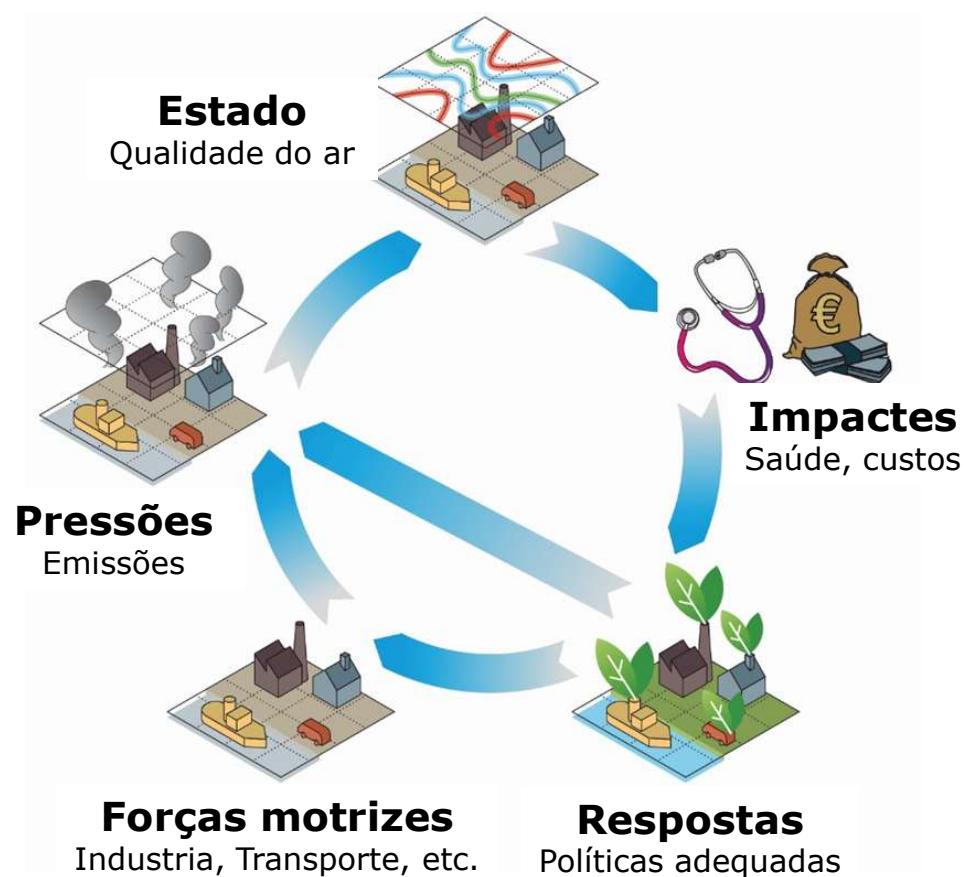 Estado
Qualidade do ar
€
Impactes
Saúde, custos
Pressões
Emissões
Forças motrizes
Industria, Transporte, etc.
Respostas
Políticas adequadas